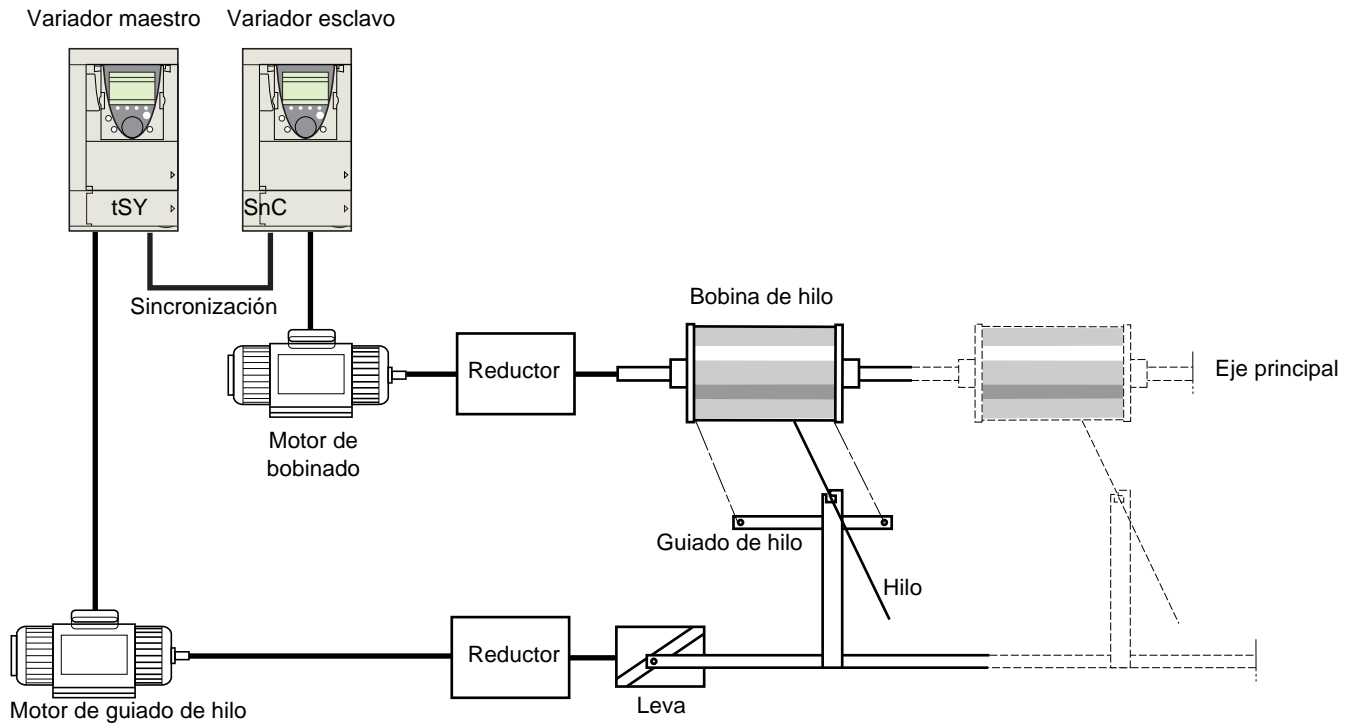 Variador maestro
Variador esclavo
tSY
SnC
Sincronización
Bobina de hilo
Reductor
Eje principal
Motor de
bobinado
Guiado de hilo
Hilo
Reductor
Leva
Motor de guiado de hilo